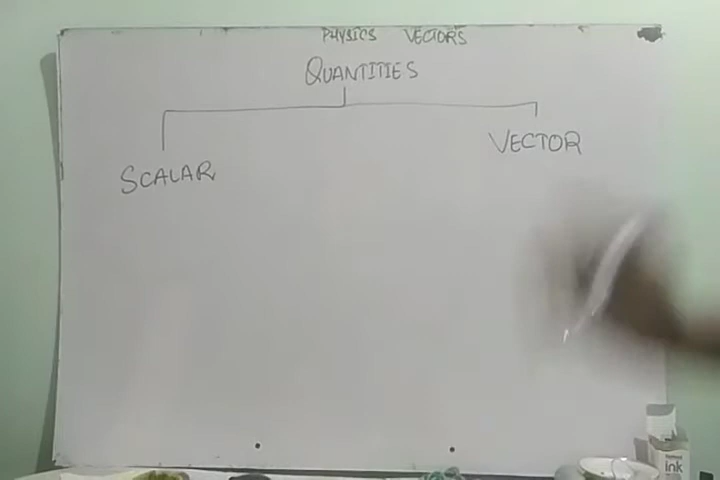 PHYSICS VECTORS
QUANTITIES
SCALAR
VECTOR
ink